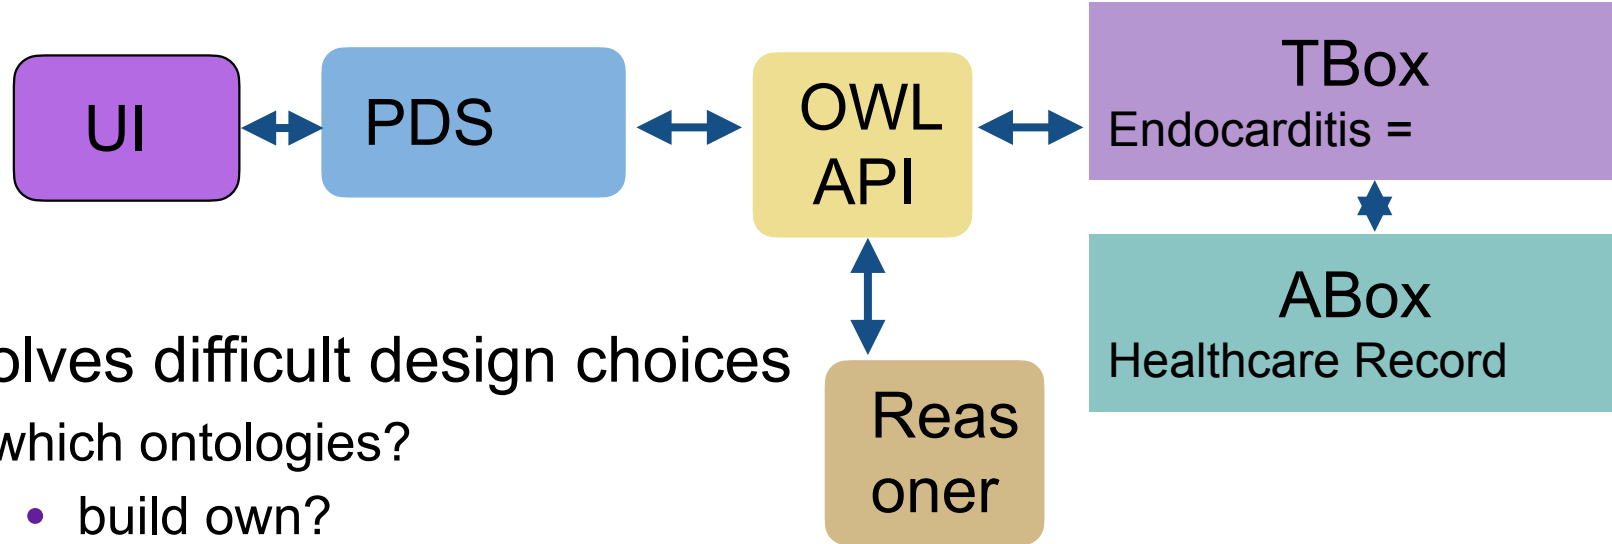 UI
PDS
OWL
API
TBox
Endocarditis =
ABox
Healthcare Record
Reas
oner
olves difficult design choices
which ontologies?
• build own?